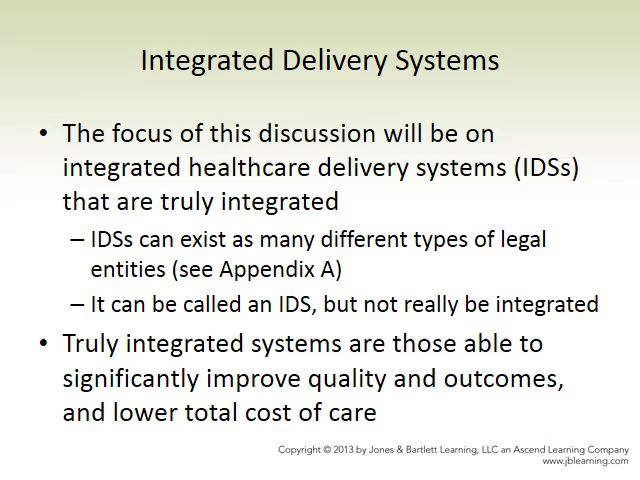 Integrated Delivery Systems
• The focus of this discussion will be on
integrated healthcare delivery systems (IDSs)
that are truly integrated
– IDSs can exist as many different types of legal
entities (see Appendix A)
– It can be called an IDS, but not really be integrated
• Truly integrated systems are those able to
significantly improve quality and outcomes,
and lower total cost of care
Copyright © 2013 by Jones & Bartlett Learning, LLC an Ascend Learning Company
www.jblearning.com